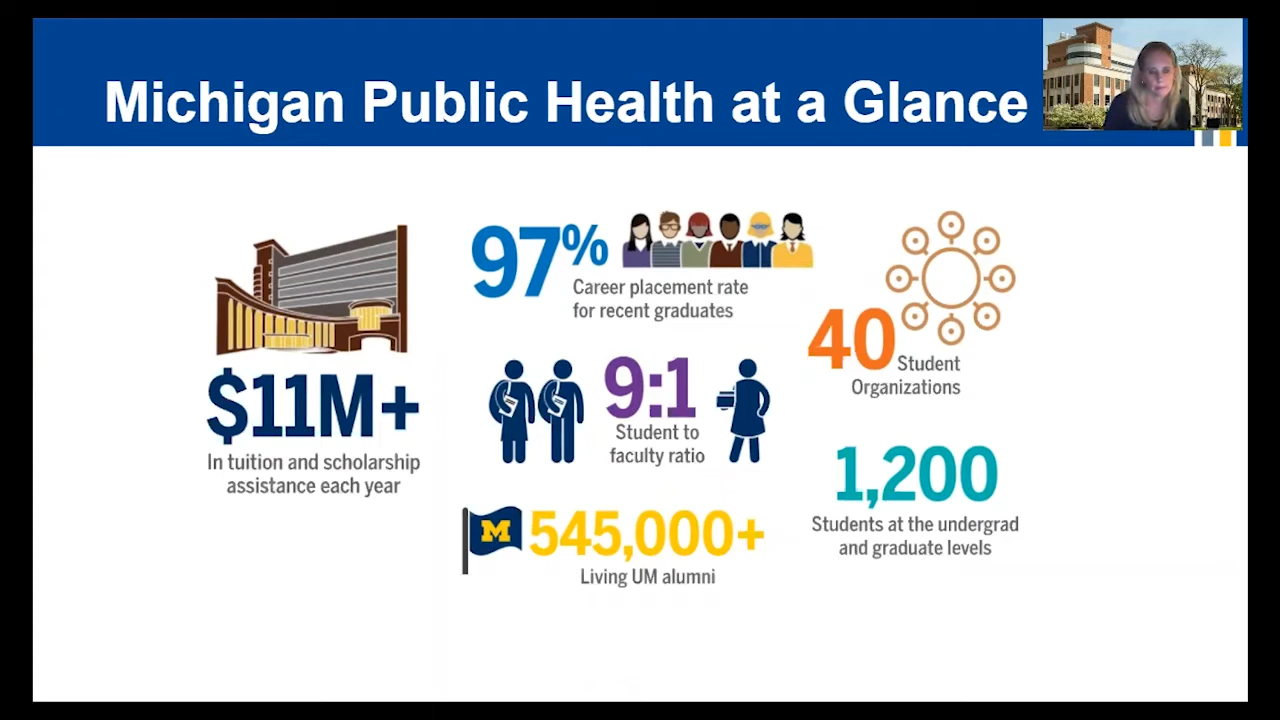 Michigan Public Health at a Glance
$11M+
In tuition and scholarship
assistance each year
97%
Career placement rate
for recent graduates
9:1
Student to
faculty ratio
M
545,000+
Living UM alumni
40
Student
Organizations
1,200
Students at the undergrad
and graduate levels